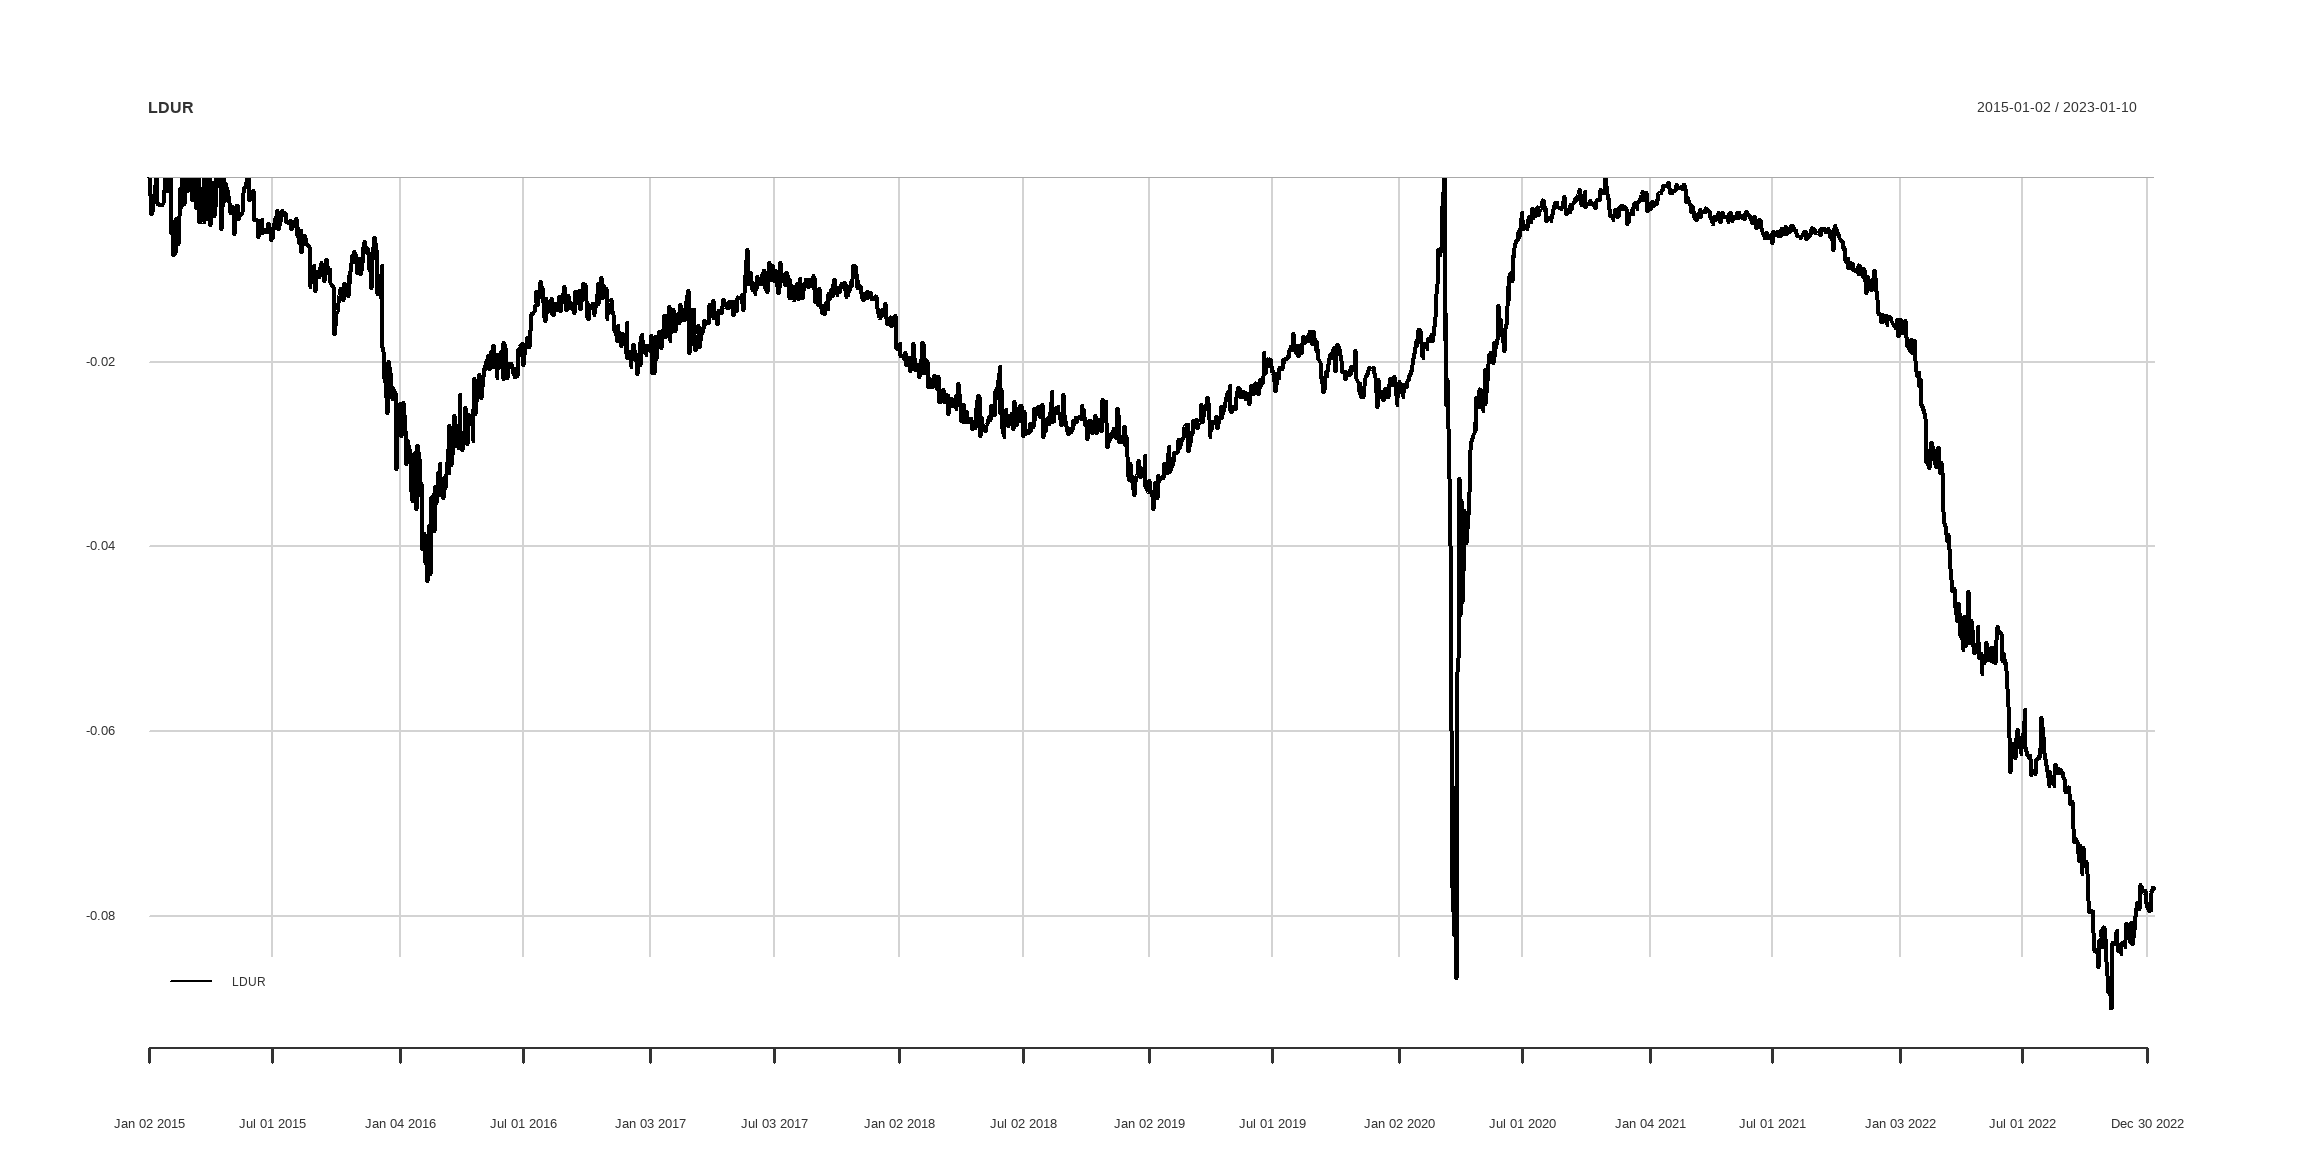 LDUR
2015-01-02 / 2023-01-10
-0.02
-0.04
-0.06
-0.08
LDUR
Jan 02 2015
Jul 01 2015
Jan 04 2016
Jul 01 2016
Jan 03 2017
Jul 03 2017
Jan 02 2018
Jul 02 2018
Jan 02 2019
Jul 01 2019
Jan 02 2020
Jul 01 2020
Jan 04 2021
Jul 01 2021
Jan 03 2022
Jul 01 2022
Dec 30 2022